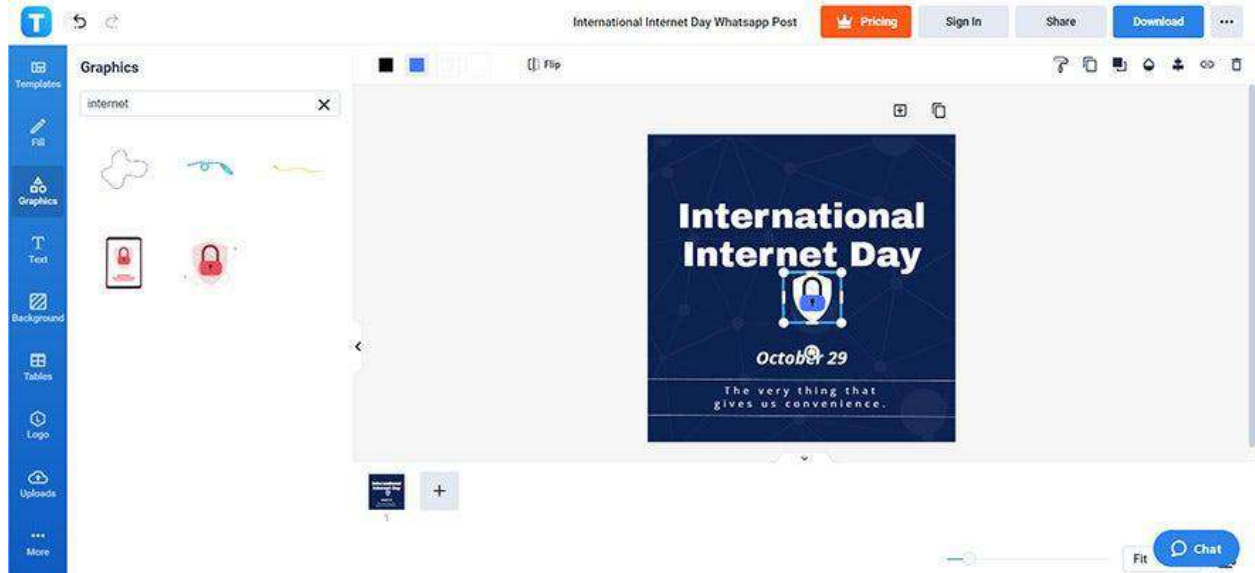 T
International Internet Day Whatsapp Post
Pricing
Sign In
Share
Download
Templates
Graphics
Flip
internet
Fill
Graphics
International
Internet Day
Text
Background
October 29
Tables
The very thing that
gives us convenience.
Logo
Uploads
1
More
Fit
Chat